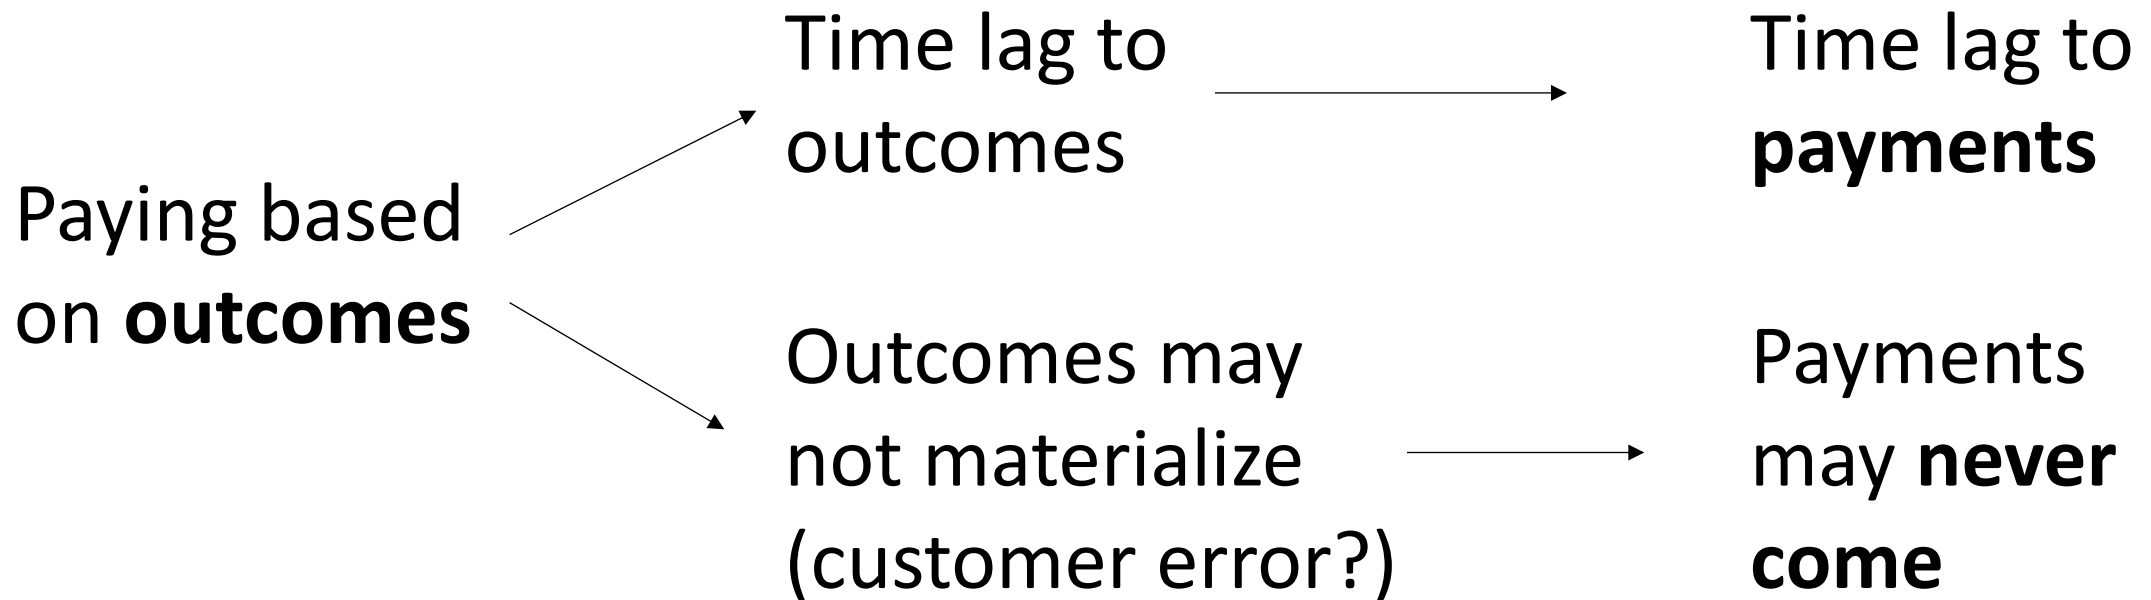 Paying based
on outcomes
Time lag to
outcomes
Time lag to
payments
Outcomes may
not materialize
(customer error?)
Payments
may never
come